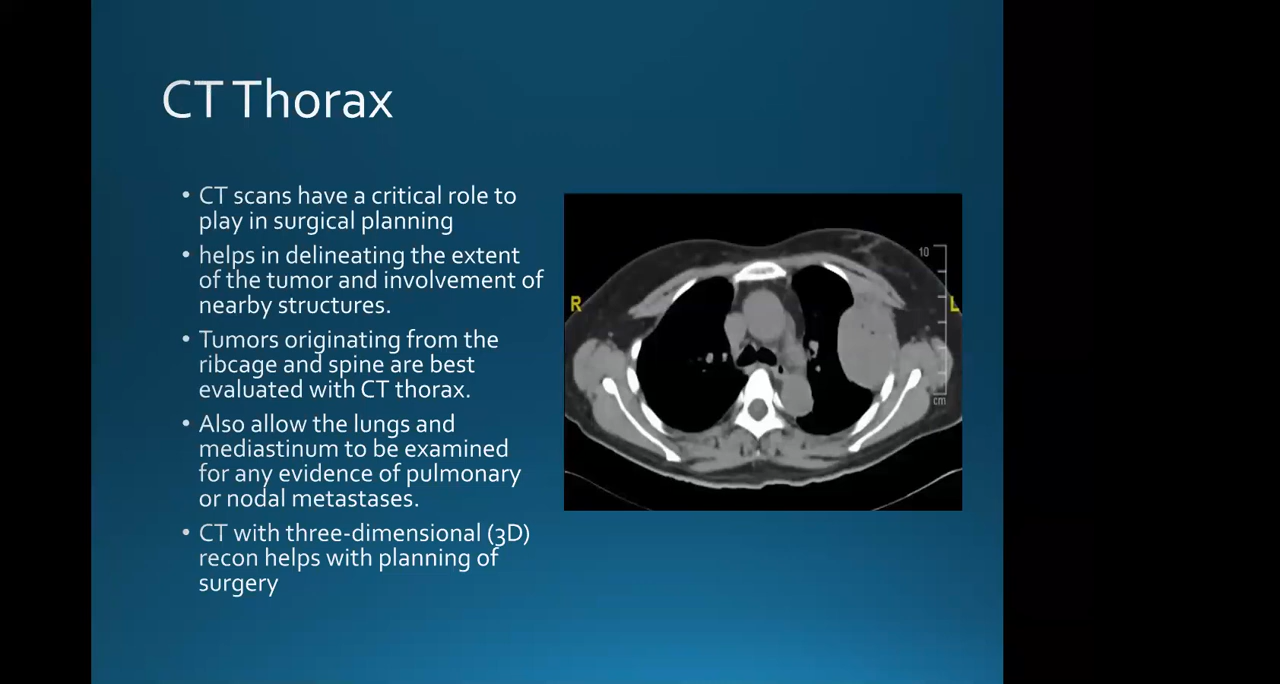 CT Thorax
• CT scans have a critical role to
play in surgical planning
• helps in delineating the extent
of the tumor and involvement of
nearby structures.
• Tumors originating from the
ribcage and spine are best
evaluated with CT thorax.
• Also allow the lungs and
mediastinum to be examined
for any evidence of pulmonary
or nodal metastases.
• CT with three-dimensional (3D)
recon helps with planning of
surgery
10
R
L
cm